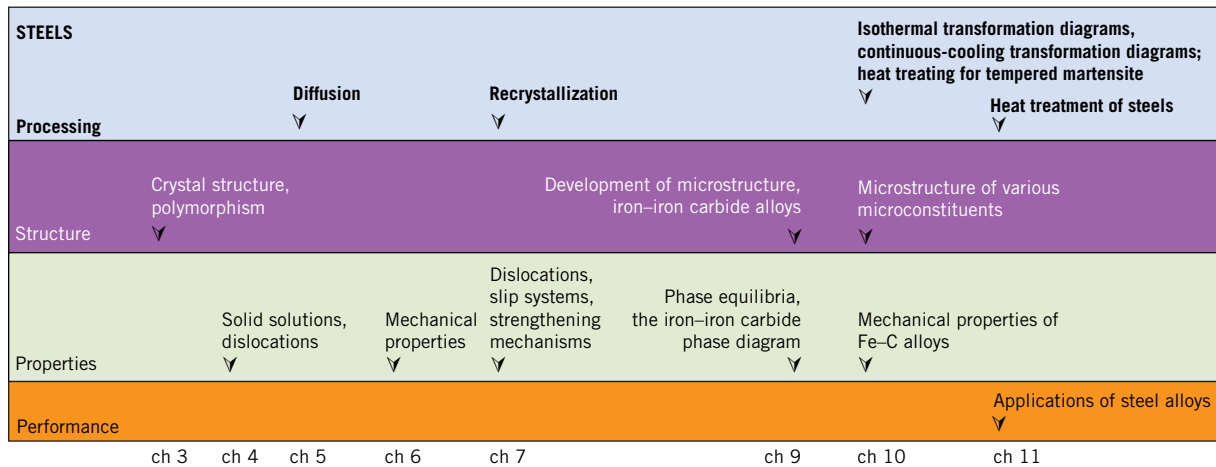 STEELS
Isothermal transformation diagrams,
continuous-cooling transformation diagrams;
heat treating for tempered martensite
Diffusion
Recrystallization
Heat treatment of steels
Processing
Crystal structure,
polymorphism
Development of microstructure,
iron–iron carbide alloys
Microstructure of various
microconstituents
Structure
Solid solutions,
dislocations
Mechanical
properties
Dislocations,
slip systems,
strengthening
mechanisms
Phase equilibria,
the iron–iron carbide
phase diagram
Mechanical properties of
Fe–C alloys
Properties
Applications of steel alloys
Performance
ch 3 ch 4 ch 5 ch 6 ch 7 ch 9 ch 10 ch 11